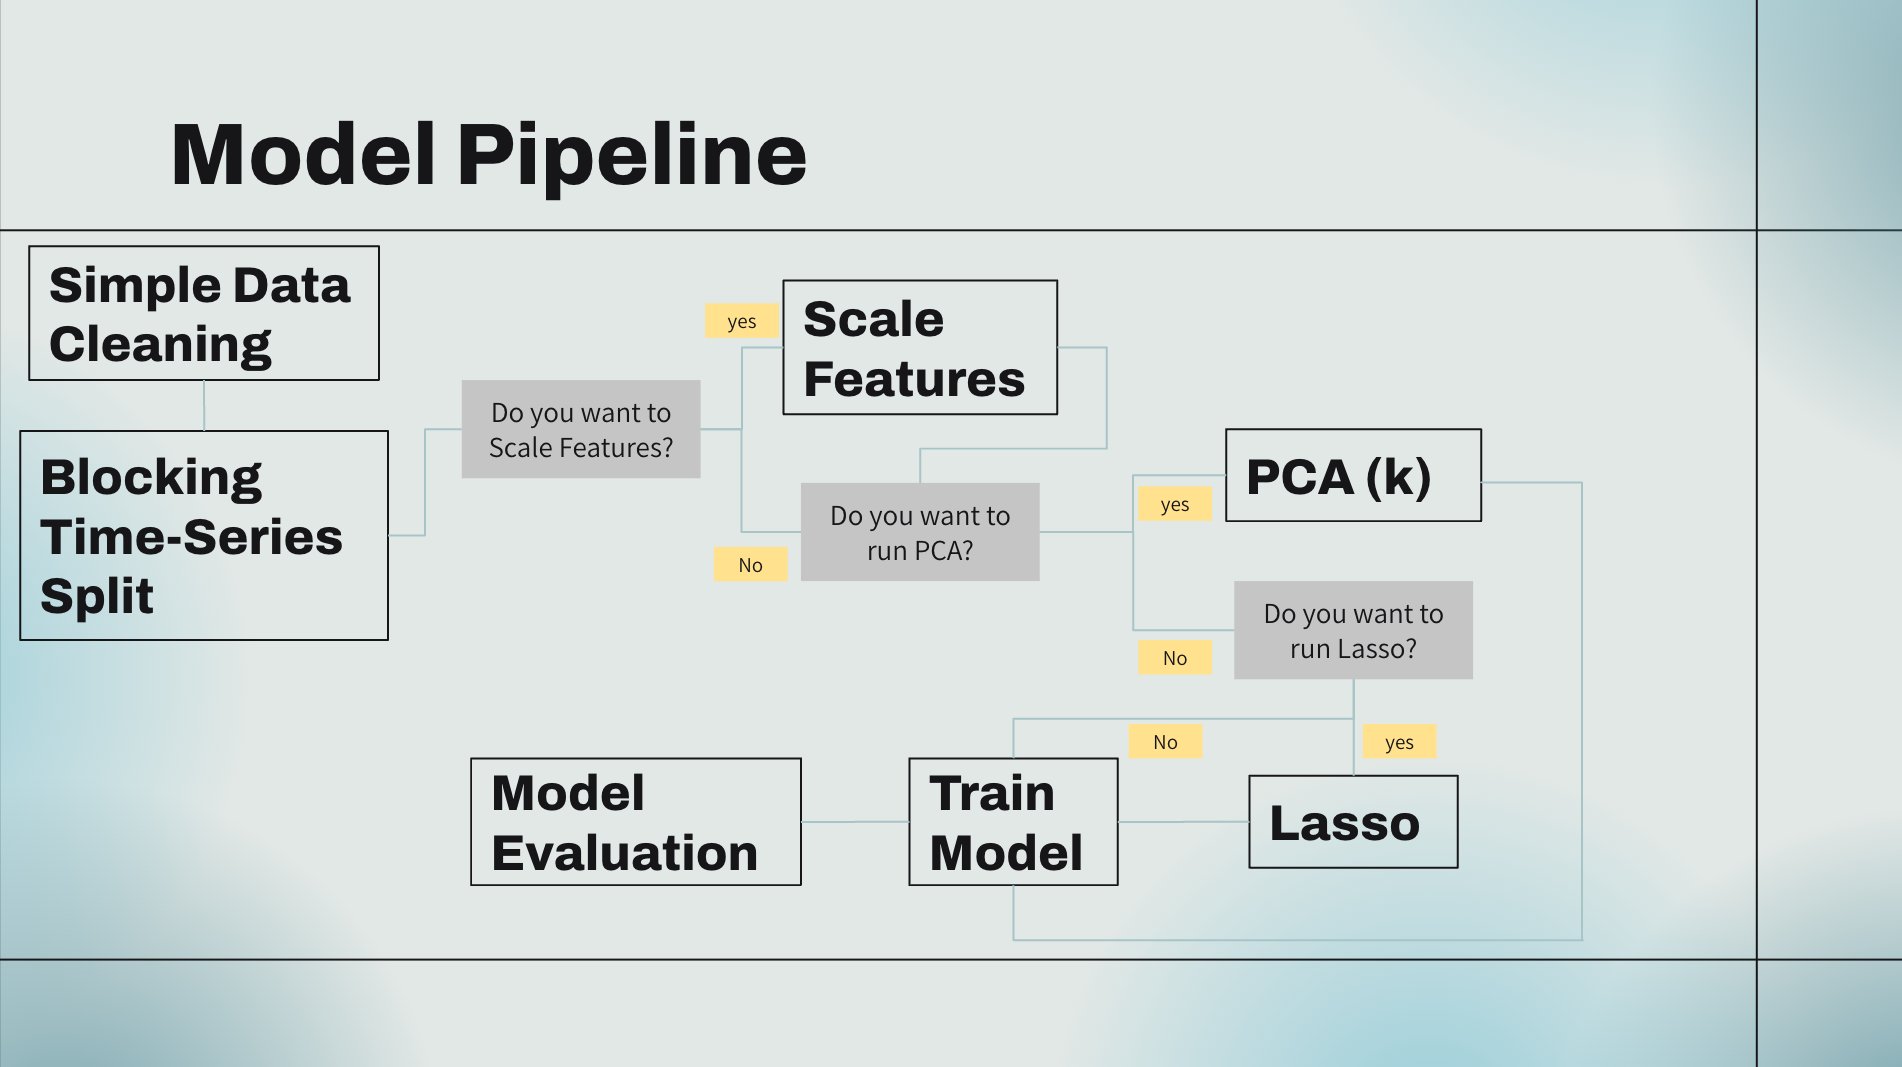 Model Pipeline
Simple Data
Cleaning
Blocking
Time-Series
Split
Do you want to
Scale Features?
yes
No
Scale
Features
Do you want to
run PCA?
yes
No
PCA (k)
Do you want to
run Lasso?
No
yes
Lasso
Train
Model
Model
Evaluation